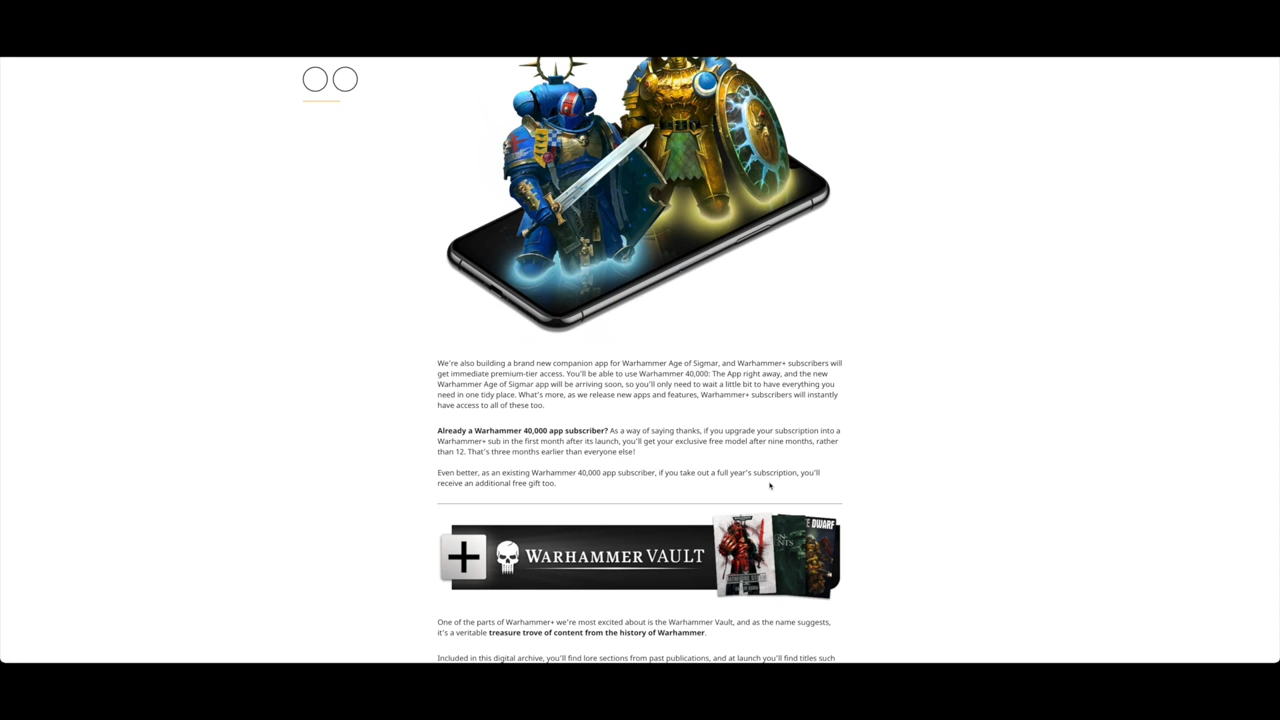 We're also building a brand new companion app for Warhammer Age of Sigmar, and Warhammer+ subscribers will
get immediate premium-tier access. You'll be able to use Warhammer 40,000: The App right away, and the new
Warhammer Age of Sigmar app will be arriving soon, so you'll only need to wait a little bit to have everything you
need in one tidy place. What's more, as we release new apps and features, Warhammer+ subscribers will instantly
have access to all of these too.
Already a Warhammer 40,000 app subscriber? As a way of saying thanks, if you upgrade your subscription into a
Warhammer+ sub in the first month after its launch, you'll get your exclusive free model after nine months, rather
than 12. That's three months earlier than everyone else!
Even better, as an existing Warhammer 40,000 app subscriber, if you take out a full year's subscription, you'll
receive an additional free gift too.
WARHAMMER VAULT
DWARF
One of the parts of Warhammer+ we're most excited about is the Warhammer Vault, and as the name suggests,
it's a veritable treasure trove of content from the history of Warhammer.
Included in this digital archive, you'll find lore sections from past publications, and at launch you'll find titles such